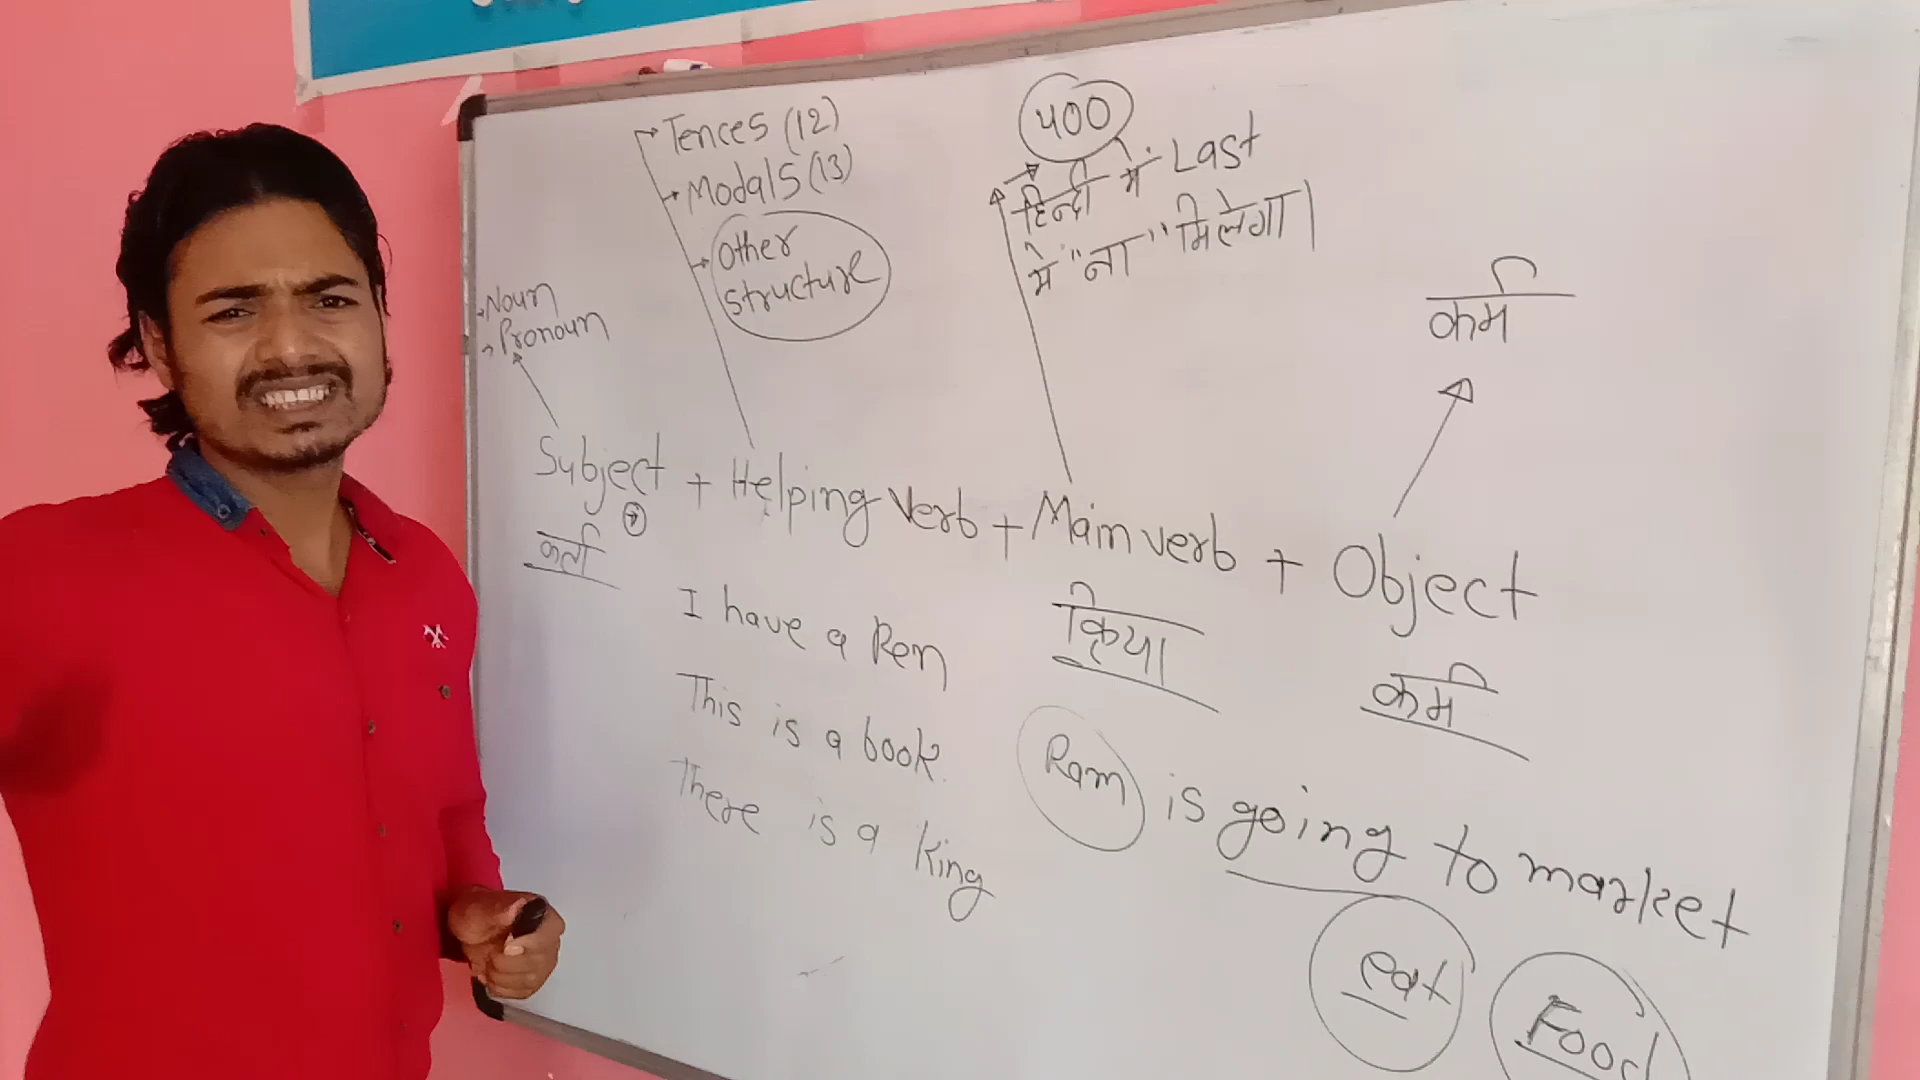 Tences (12)
Modals (13)
Other
structure
400
हिन्दी में Last
में "ना" मिलेगा।
कर्म
Noun
Pronoun
Subject + Helping verb + Main verb + Object
कर्ता
क्रिया
कर्म
I have a Pen
This is a book.
There is a king
Ram is going to market
eat
Food